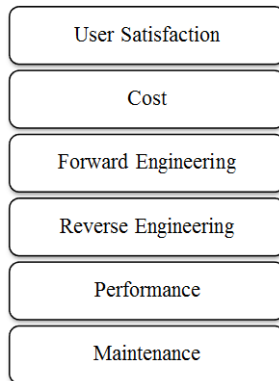 User Satisfaction
Cost
Forward Engineering
Reverse Engineering
Performance
Maintenance